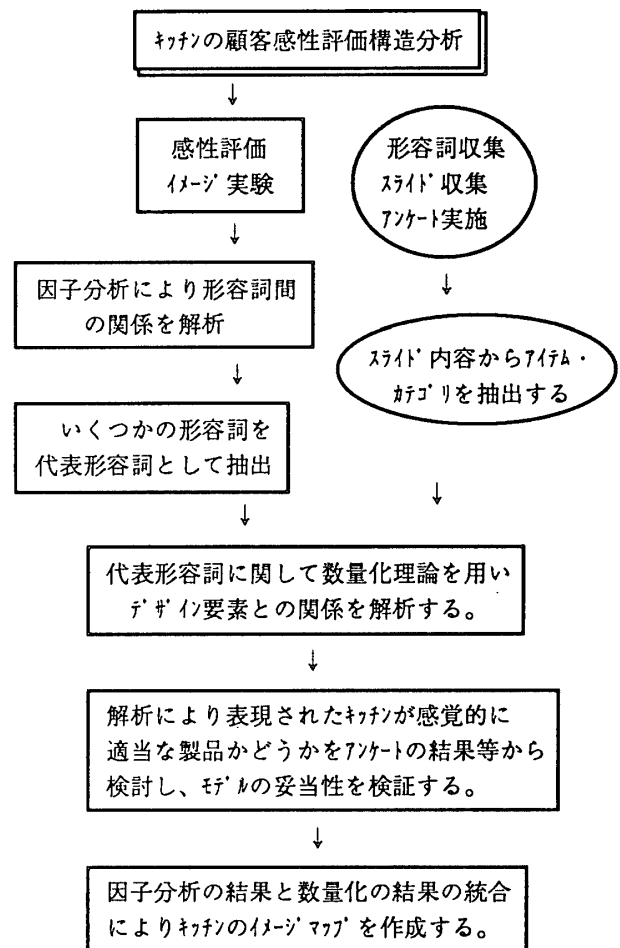 ｷｯﾁﾝの顧客感性評価構造分析
↓
感性評価
ｲﾒｰｼﾞ実験
形容詞収集
ｽﾗｲﾄﾞ収集
ｱﾝｹｰﾄ実施
↓
↓
因子分析により形容詞間
の関係を解析
ｽﾗｲﾄﾞ内容からｱｲﾃﾑ・
ｶﾃｺﾞﾘを抽出する
↓
いくつかの形容詞を
代表形容詞として抽出
↓
↓
代表形容詞に関して数量化理論を用い
ﾃﾞｻﾞｲﾝ要素との関係を解析する。
↓
解析により表現されたｷｯﾁﾝが感覚的に
適当な製品かどうかをｱﾝｹｰﾄの結果等から
検討し、ﾓﾃﾞﾙの妥当性を検証する。
↓
因子分析の結果と数量化の結果の統合
によりｷｯﾁﾝのｲﾒｰｼﾞﾏｯﾌﾟを作成する。